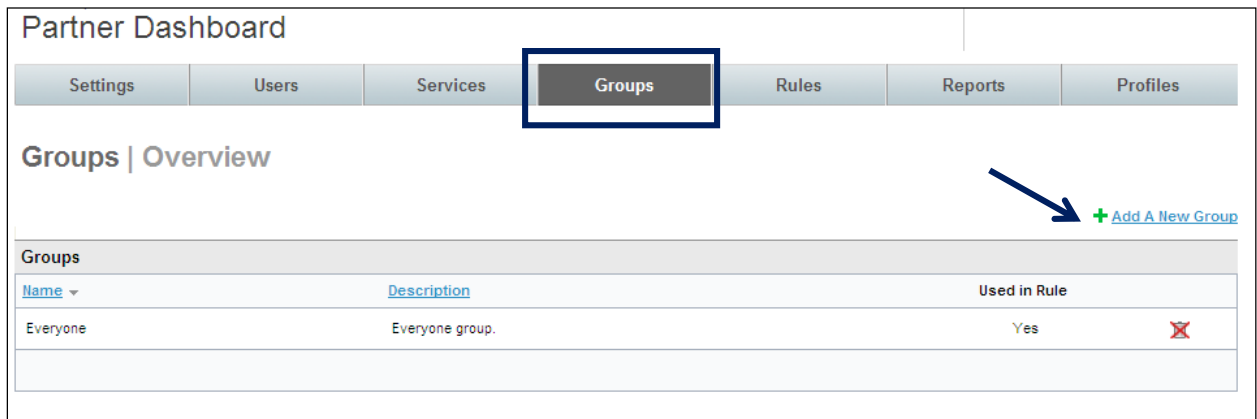 Partner Dashboard
Settings Users Services Groups Rules Reports Profiles
Groups | Overview
Add A New Group
Groups
Name Description Used in Rule
Everyone Everyone group. Yes